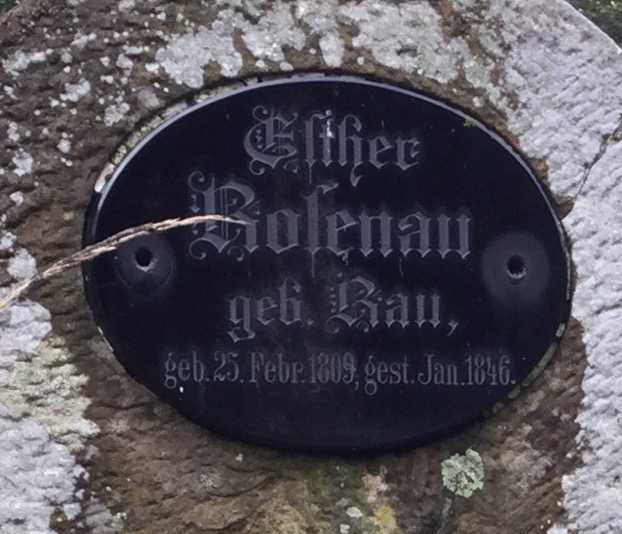 Eſther
Roſenau
geb. Rau,
geb. 25. Febr. 1809, gest. Jan. 1846.